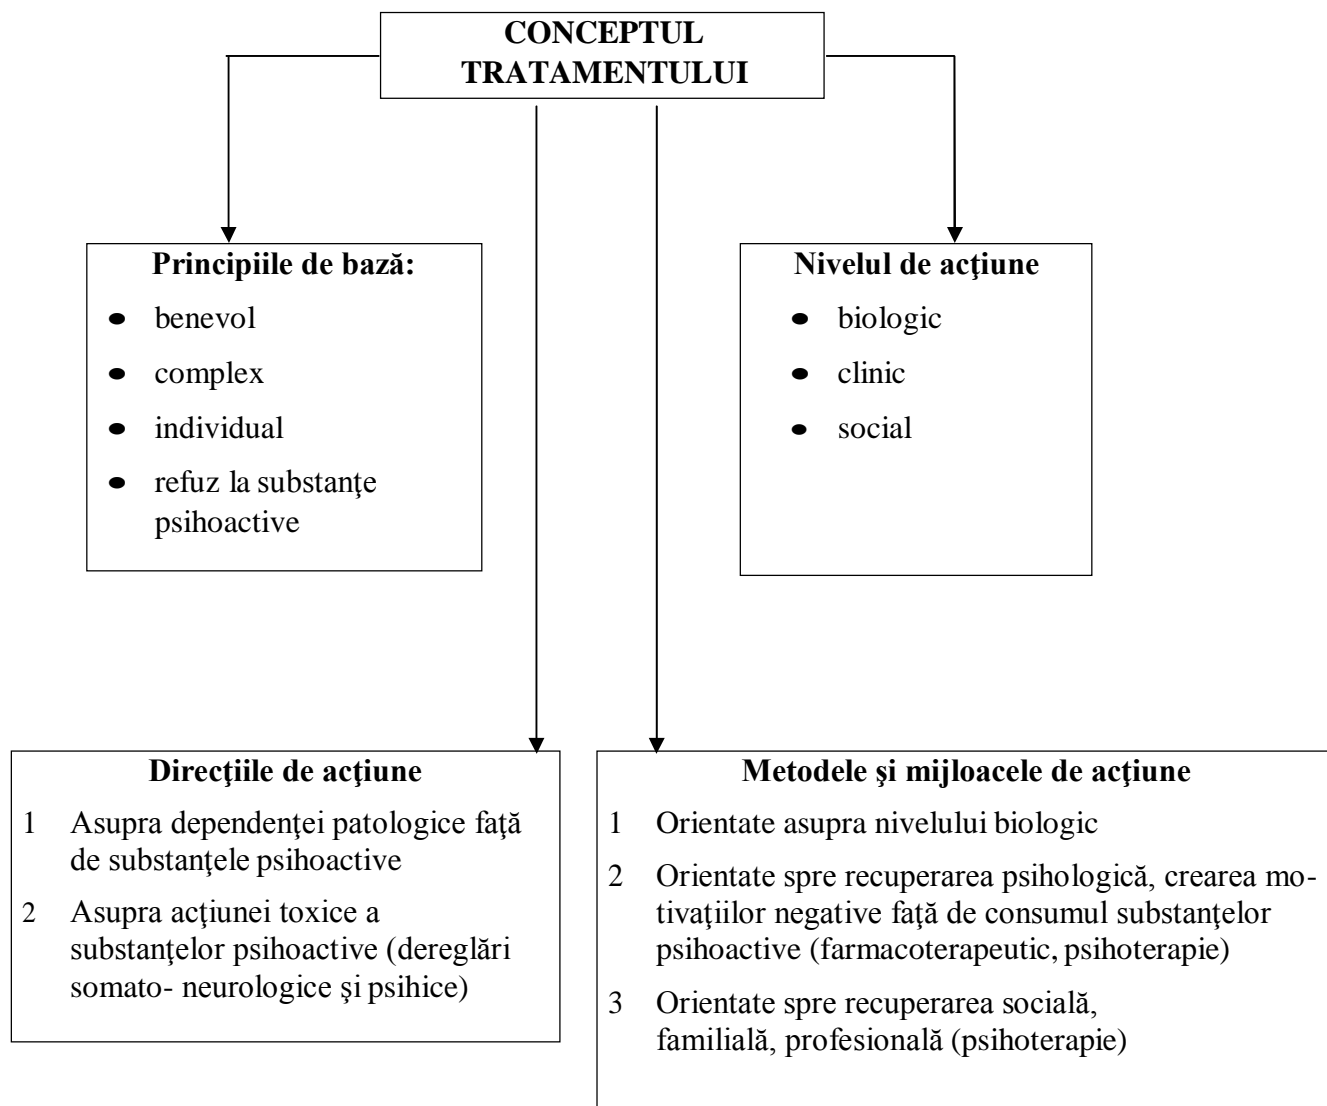 CONCEPTUL
TRATAMENTULUI
Principiile de bază:
• benevol
• complex
• individual
• refuz la substanţe
psihoactive
Nivelul de acţiune
• biologic
• clinic
• social
Direcţiile de acţiune
1 Asupra dependenţei patologice faţă
de substanţele psihoactive
2 Asupra acţiunei toxice a
substanţelor psihoactive (dereglări
somato- neurologice şi psihice)
Metodele şi mijloacele de acţiune
1 Orientate asupra nivelului biologic
2 Orientate spre recuperarea psihologică, crearea mo-
tivaţiilor negative faţă de consumul substanţelor
psihoactive (farmacoterapeutic, psihoterapie)
3 Orientate spre recuperarea socială,
familială, profesională (psihoterapie)